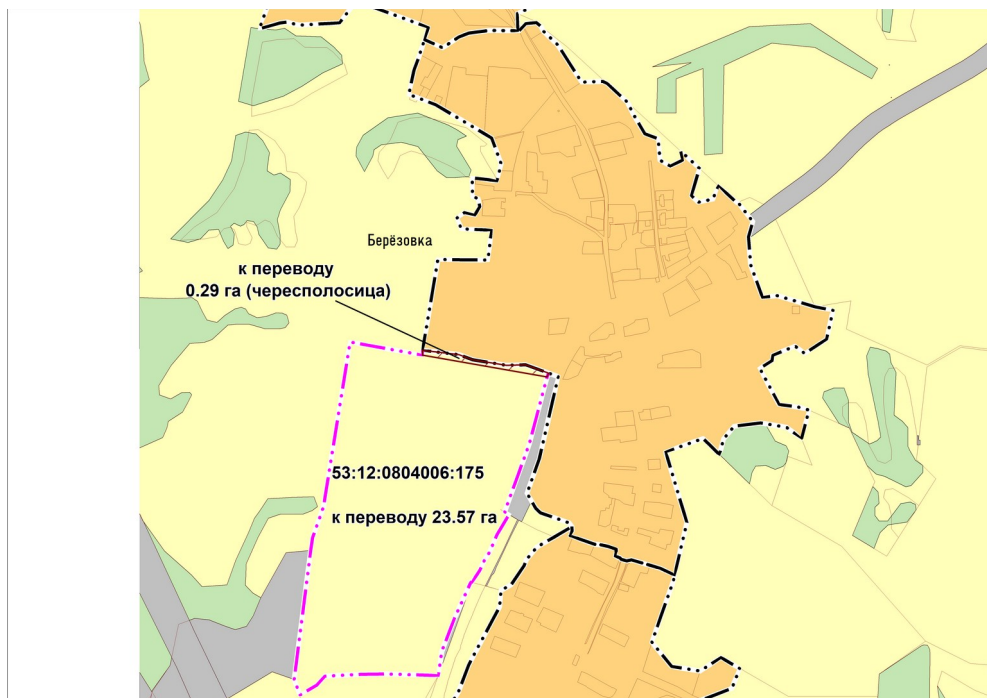 Берёзовка
к переводу
0.29 га (чересполосица)
53:12:0804006:175
к переводу 23.57 га